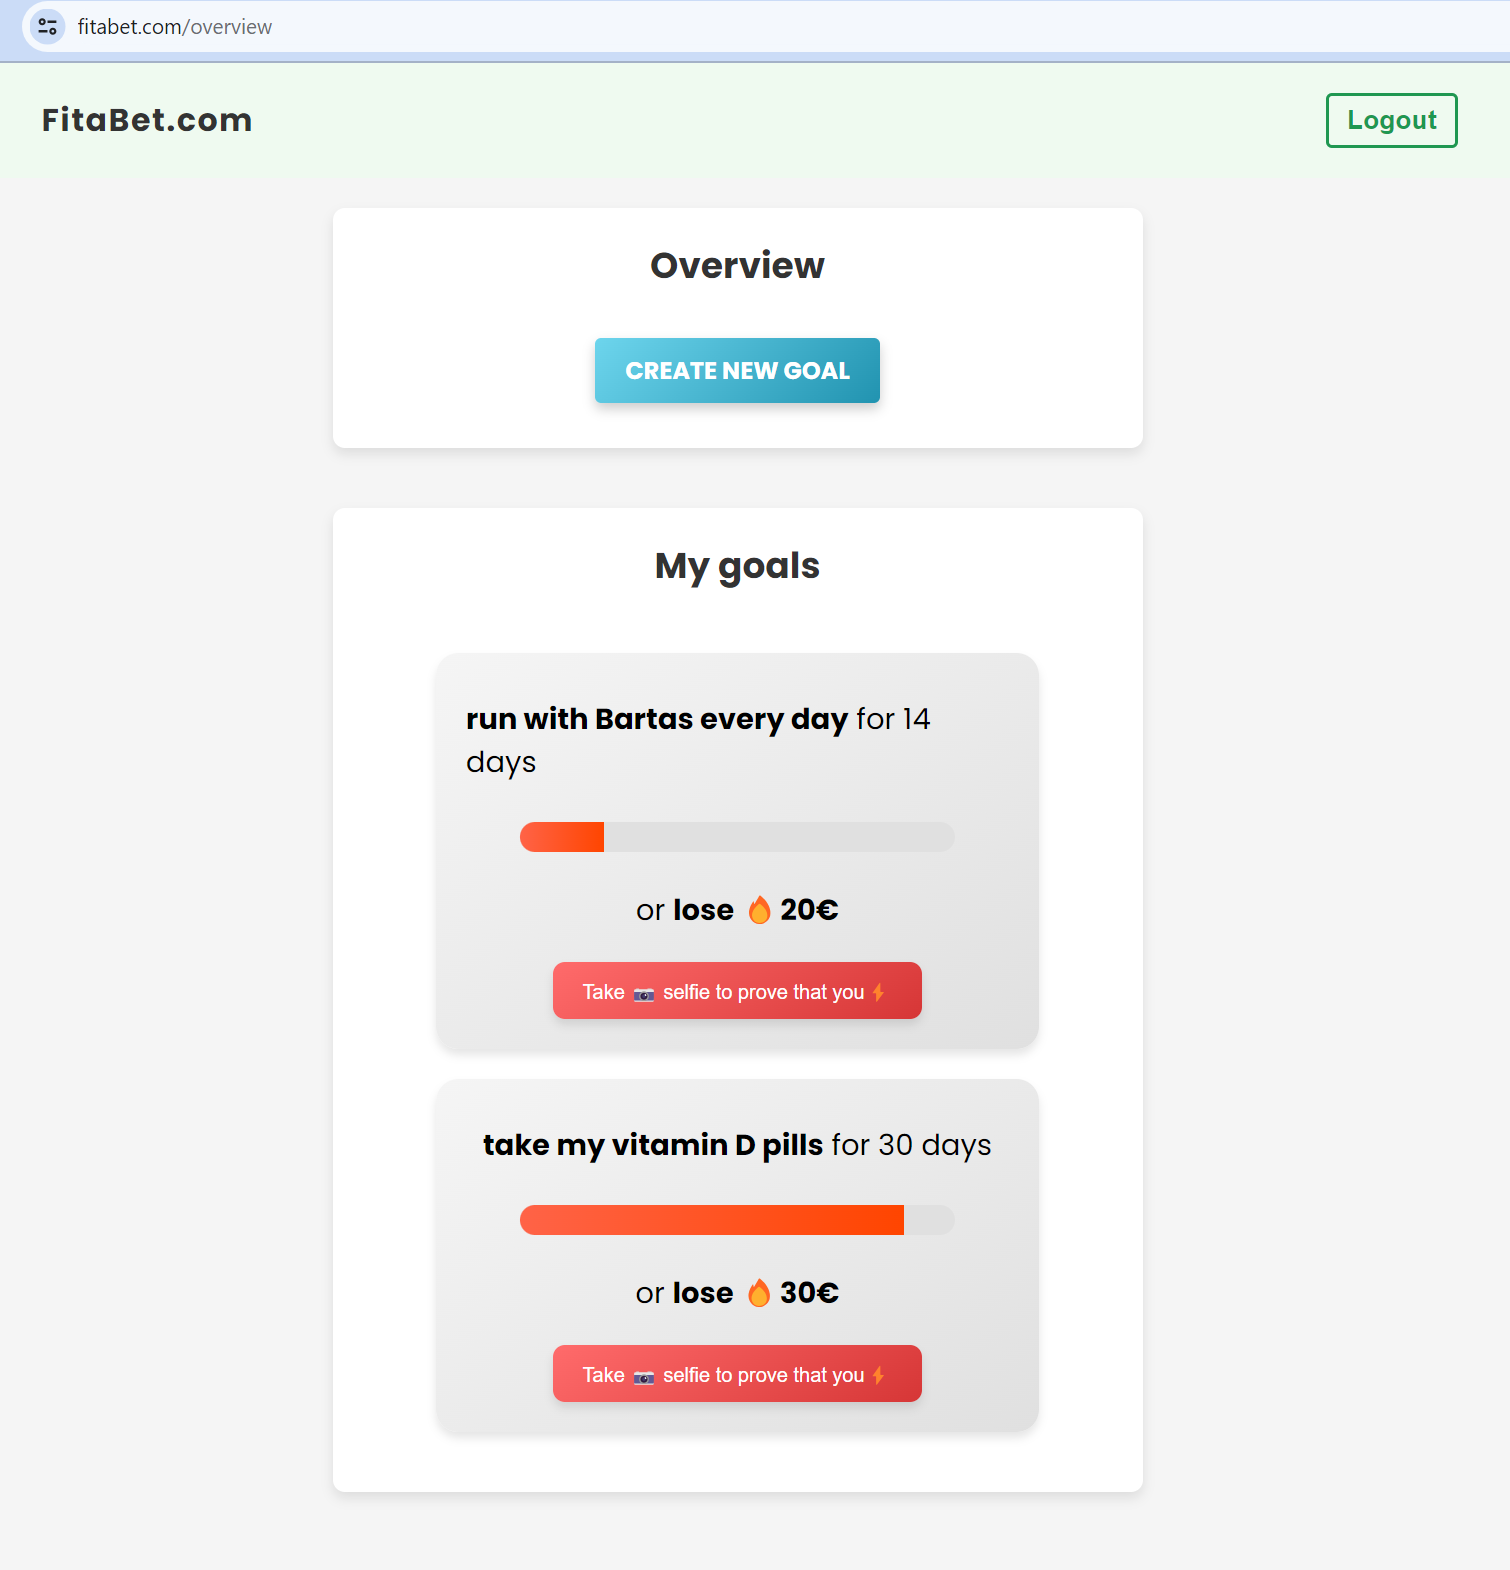 fitabet.com/overview
FitaBet.com
Logout
Overview
CREATE NEW GOAL
My goals
run with Bartas every day for 14
days
or lose 🔥 20€
Take 📷 selfie to prove that you ⚡
take my vitamin D pills for 30 days
or lose 🔥 30€
Take 📷 selfie to prove that you ⚡